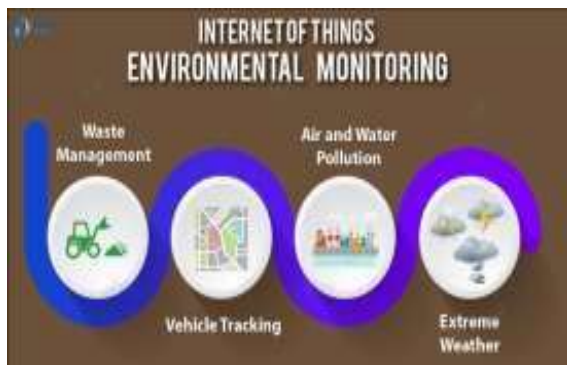 INTERNET OF THINGS
ENVIRONMENTAL MONITORING
Waste
Management
Vehicle Tracking
Air and Water
Pollution
Extreme
Weather